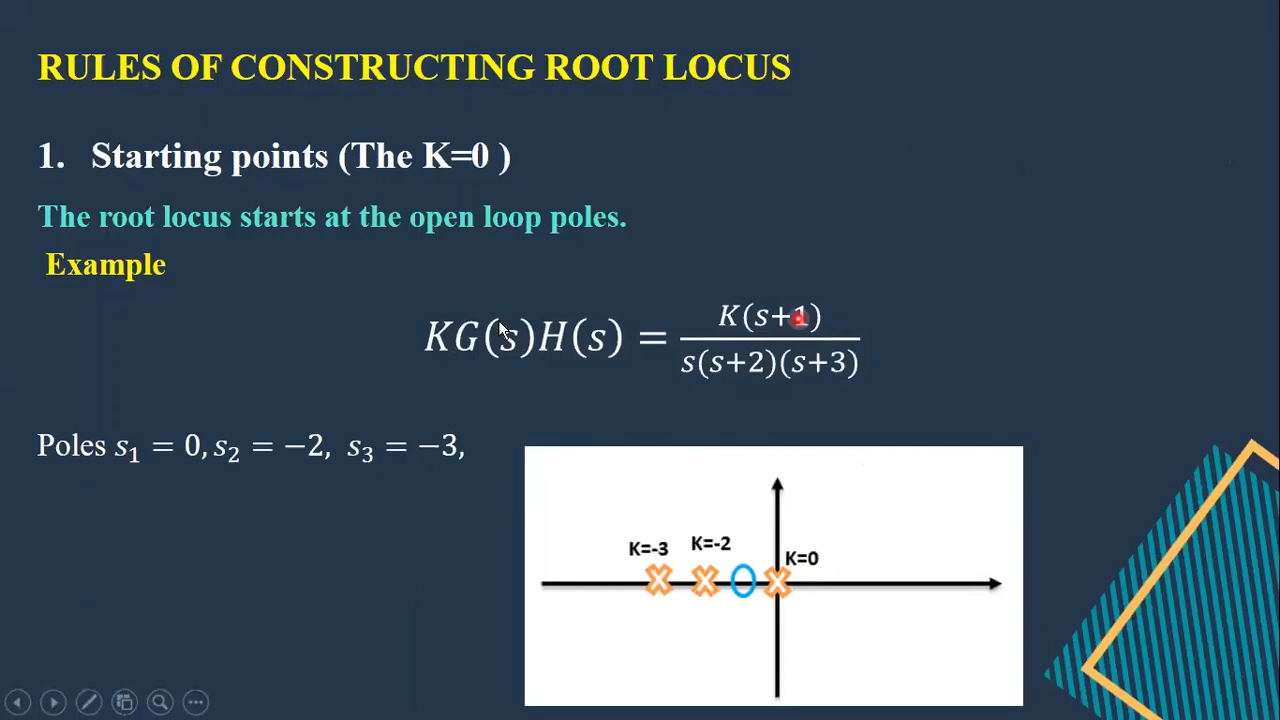 RULES OF CONSTRUCTING ROOT LOCUS
1. Starting points (The K=0 )
The root locus starts at the open loop poles.
Example
KG(s)H(s) = K(s+1) / s(s+2)(s+3)
Poles s₁ = 0, s₂ = −2, s₃ = −3,
K=-3 K=-2 K=0